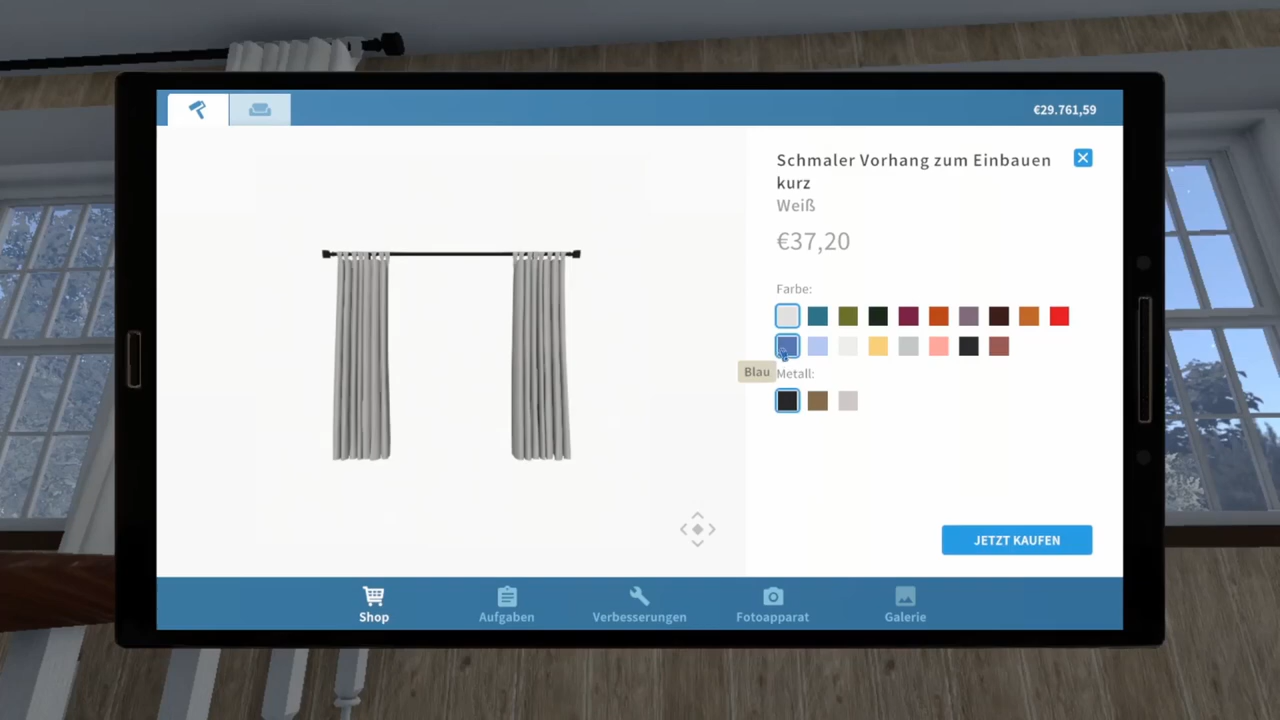 €29.761,59
Schmaler Vorhang zum Einbauen
kurz
Weiß
€37,20
Farbe:
Blau
Metall:
JETZT KAUFEN
Shop
Aufgaben
Verbesserungen
Fotoapparat
Galerie